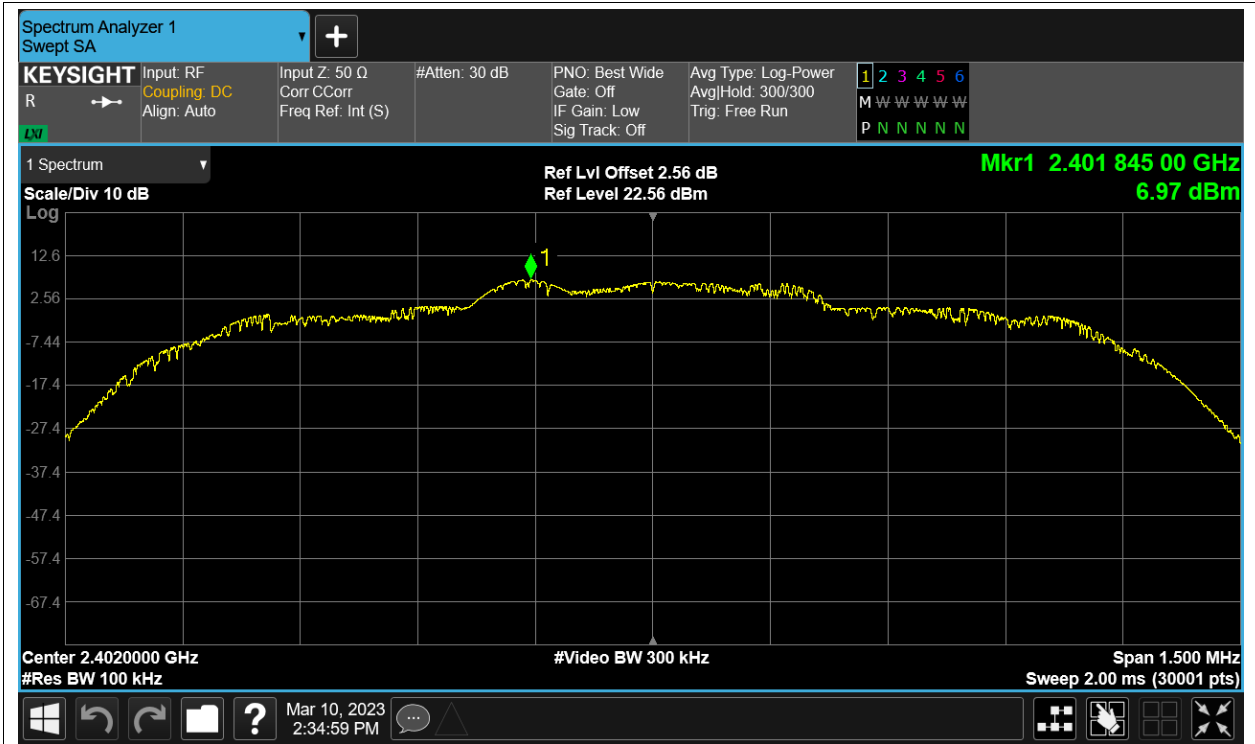 Spectrum Analyzer 1
Swept SA
KEYSIGHT
R
LXI
Input: RF
Coupling: DC
Align: Auto
Input Z: 50 Ω
Corr CCorr
Freq Ref: Int (S)
#Atten: 30 dB
PNO: Best Wide
Gate: Off
IF Gain: Low
Sig Track: Off
Avg Type: Log-Power
Avg|Hold: 300/300
Trig: Free Run
1 2 3 4 5 6
M W W W W W
P N N N N N
1 Spectrum
Scale/Div 10 dB
Log
Ref Lvl Offset 2.56 dB
Ref Level 22.56 dBm
Mkr1 2.401 845 00 GHz
6.97 dBm
1
12.6
2.56
-7.44
-17.4
-27.4
-37.4
-47.4
-57.4
-67.4
Center 2.4020000 GHz
#Res BW 100 kHz
#Video BW 300 kHz
Span 1.500 MHz
Sweep 2.00 ms (30001 pts)
?
Mar 10, 2023
2:34:59 PM